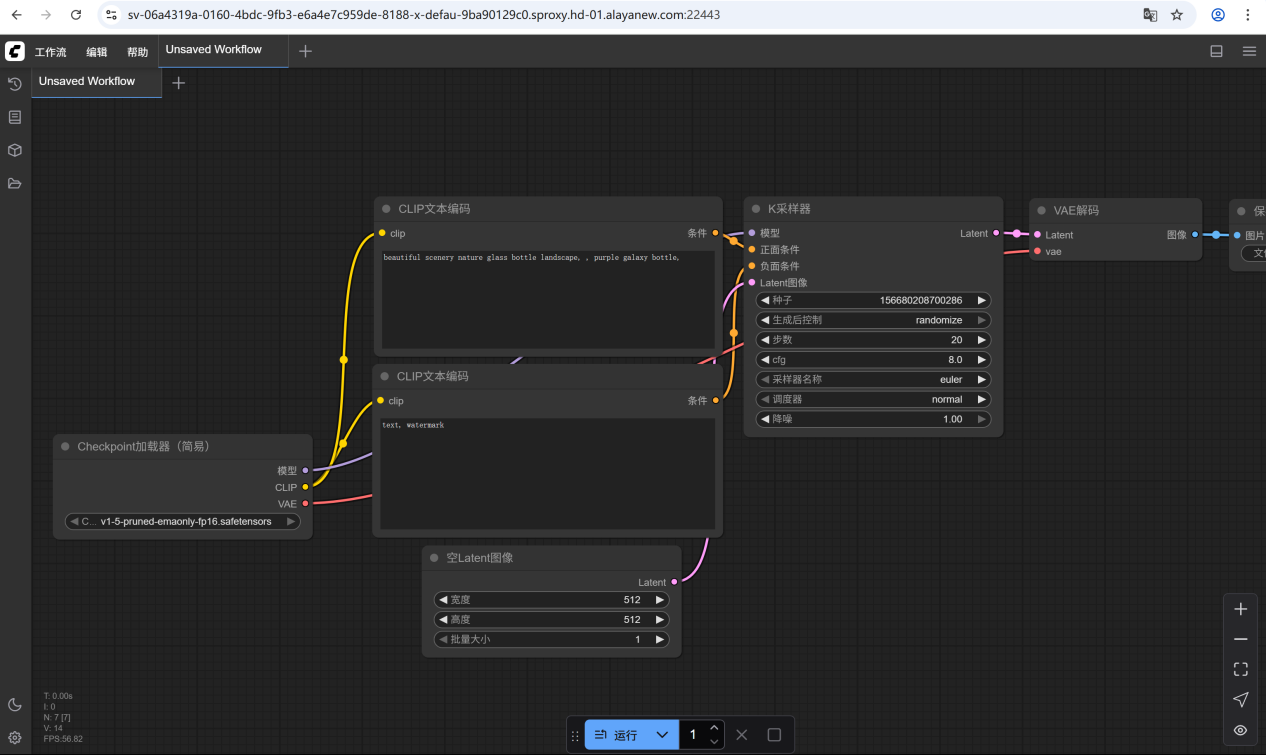 sv-06a4319a-0160-4bdc-9fb3-e6a4e7c959de-8188-x-defau-9ba90129c0.sproxy.hd-01.alayanew.com:22443
工作流 编辑 帮助 Unsaved Workflow
Unsaved Workflow
CLIP文本编码
clip 条件
beautiful scenery nature glass bottle landscape, , purple galaxy bottle,
CLIP文本编码
clip 条件
text, watermark
Checkpoint加载器（简易）
模型
CLIP
VAE
C... v1-5-pruned-emaonly-fp16.safetensors
空Latent图像
Latent
宽度 512
高度 512
批量大小 1
K采样器
模型 Latent
正面条件
负面条件
Latent图像
种子 156680208700286
生成后控制 randomize
步数 20
cfg 8.0
采样器名称 euler
调度器 normal
降噪 1.00
VAE解码
Latent 图像
vae
保
图片
文
T: 0.00s
I: 0
N: 7 [7]
V: 14
FPS:56.82
运行 1